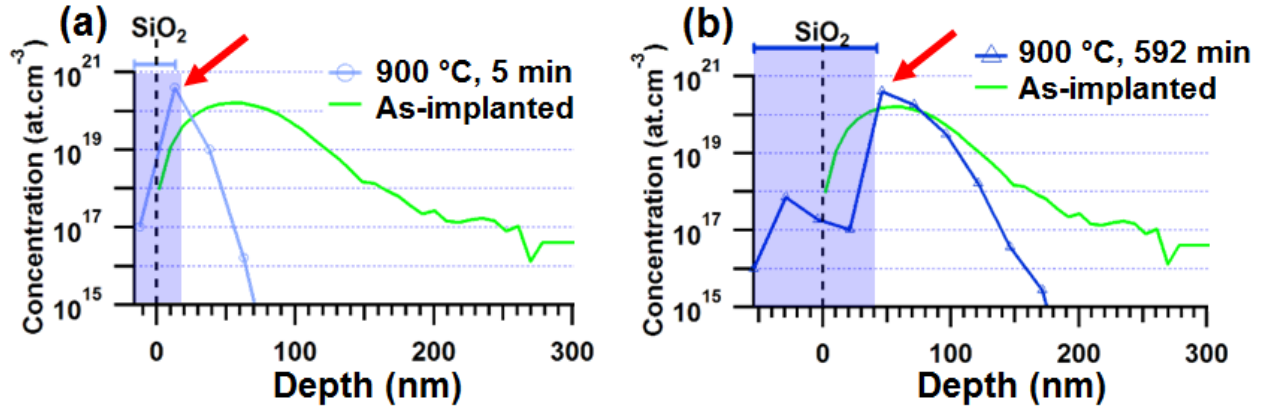 (a)
SiO2
900 °C, 5 min
As-implanted
Concentration (at.cm-3)
10^21
10^19
10^17
10^15
0 100 200 300
Depth (nm)
(b)
SiO2
900 °C, 592 min
As-implanted
Concentration (at.cm-3)
10^21
10^19
10^17
10^15
0 100 200 300
Depth (nm)